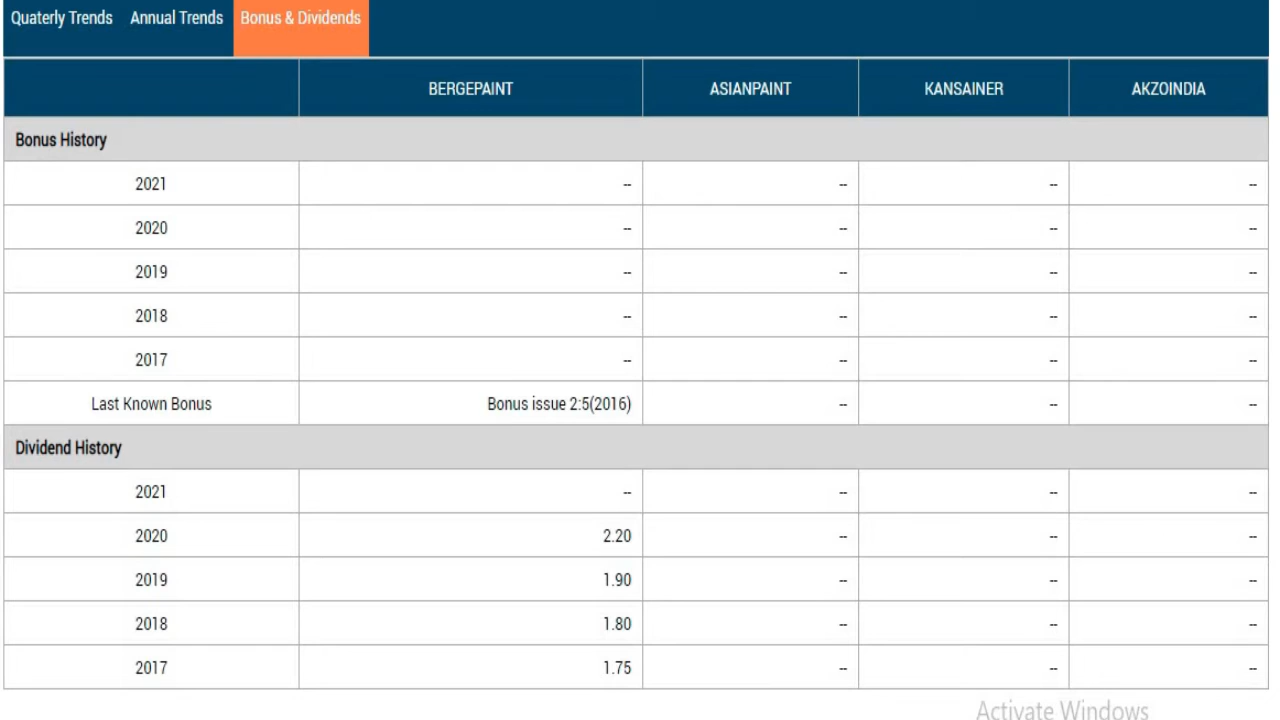 Quaterly Trends Annual Trends Bonus & Dividends
BERGEPAINT ASIANPAINT KANSAINER AKZOINDIA
Bonus History
2021 -- -- -- --
2020 -- -- -- --
2019 -- -- -- --
2018 -- -- -- --
2017 -- -- -- --
Last Known Bonus Bonus issue 2:5(2016) -- -- --
Dividend History
2021 -- -- -- --
2020 2.20 -- -- --
2019 1.90 -- -- --
2018 1.80 -- -- --
2017 1.75 -- -- --
Activate Windows